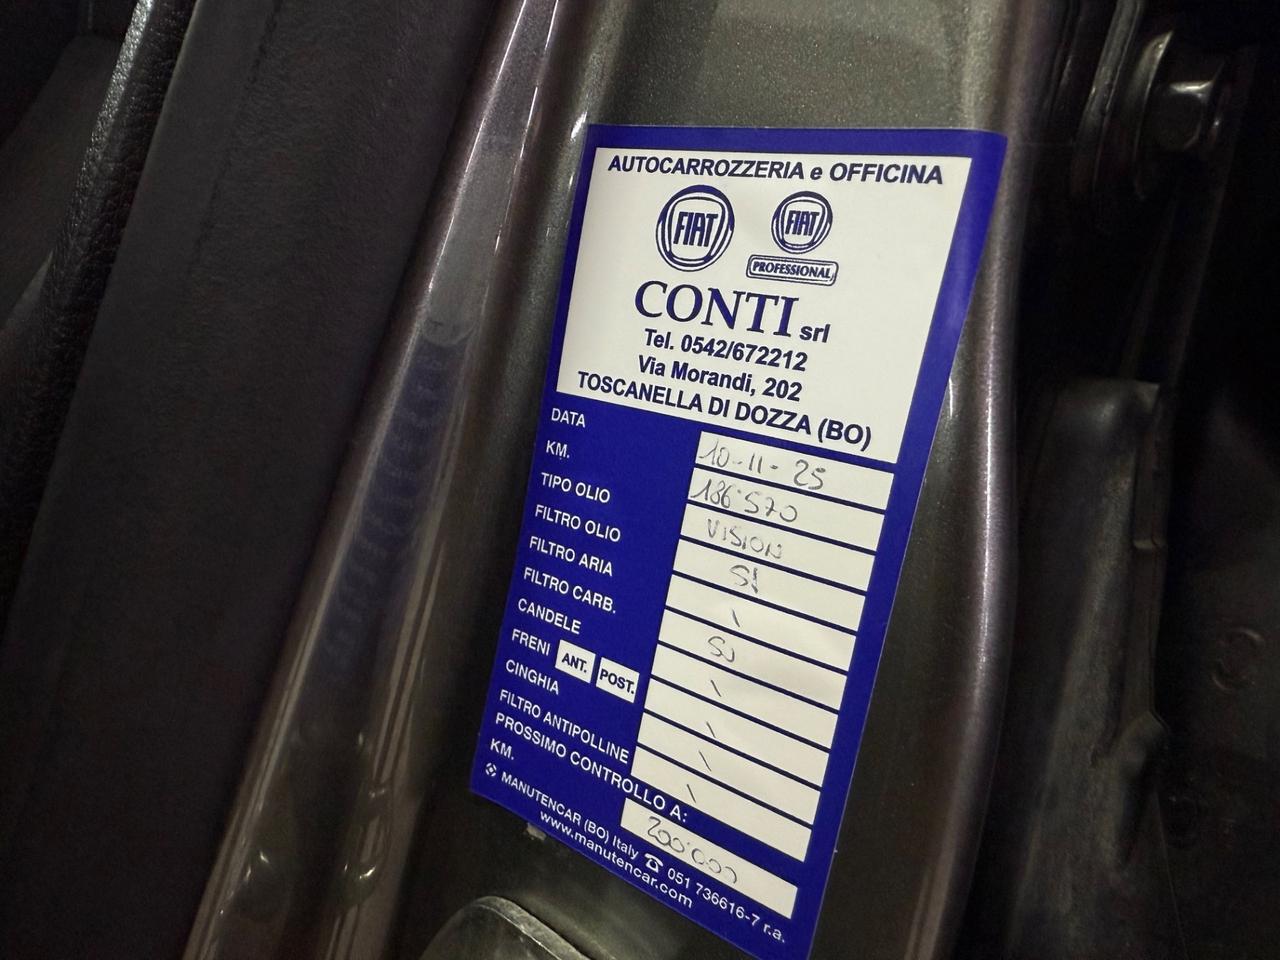 AUTOCARROZZERIA e OFFICINA
FIAT FIAT
PROFESSIONAL
CONTI srl
Tel. 0542/672212
Via Morandi, 202
TOSCANELLA DI DOZZA (BO)
DATA 10-11-25
KM. 186'570
TIPO OLIO VISION
FILTRO OLIO SI
FILTRO ARIA \
FILTRO CARB. SI
CANDELE \
FRENI ANT. POST. \
CINGHIA \
FILTRO ANTIPOLLINE \
PROSSIMO CONTROLLO A:
KM. 200'000
MANUTENCAR (BO) Italy ☎ 051 736616-7 r.a.
www.manutencar.com